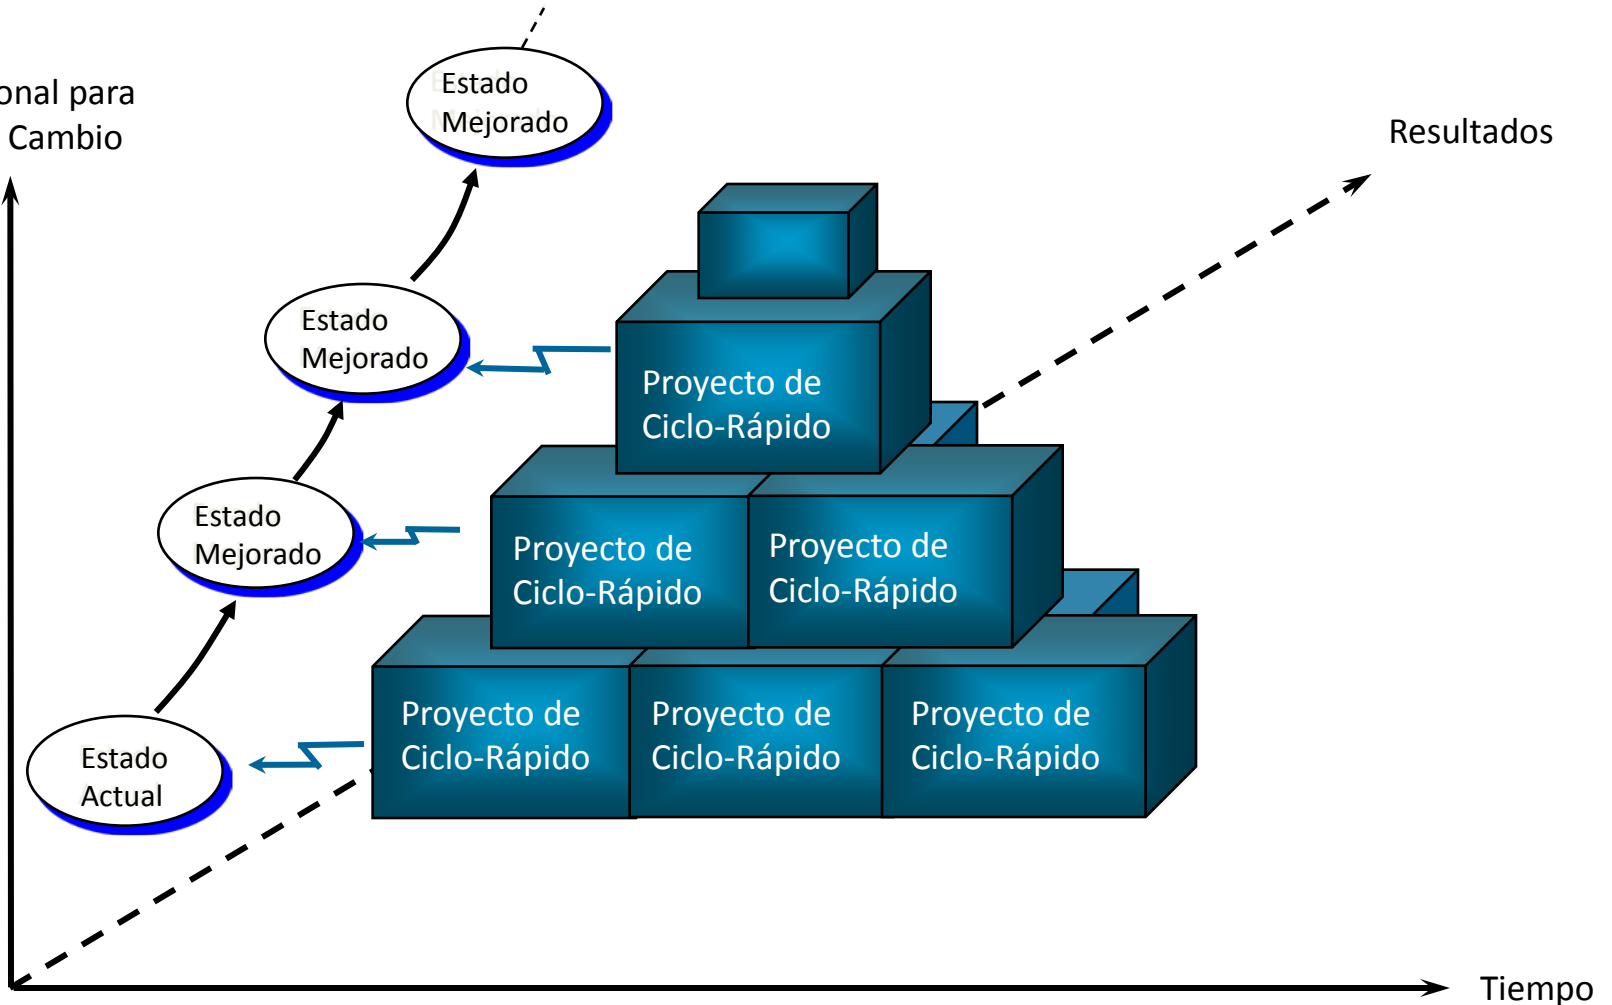 Estado
Mejorado
onal para
Cambio
Resultados
Estado
Mejorado
Proyecto de
Ciclo-Rápido
Estado
Mejorado
Proyecto de
Ciclo-Rápido
Proyecto de
Ciclo-Rápido
Estado
Actual
Proyecto de
Ciclo-Rápido
Proyecto de
Ciclo-Rápido
Proyecto de
Ciclo-Rápido
Tiempo